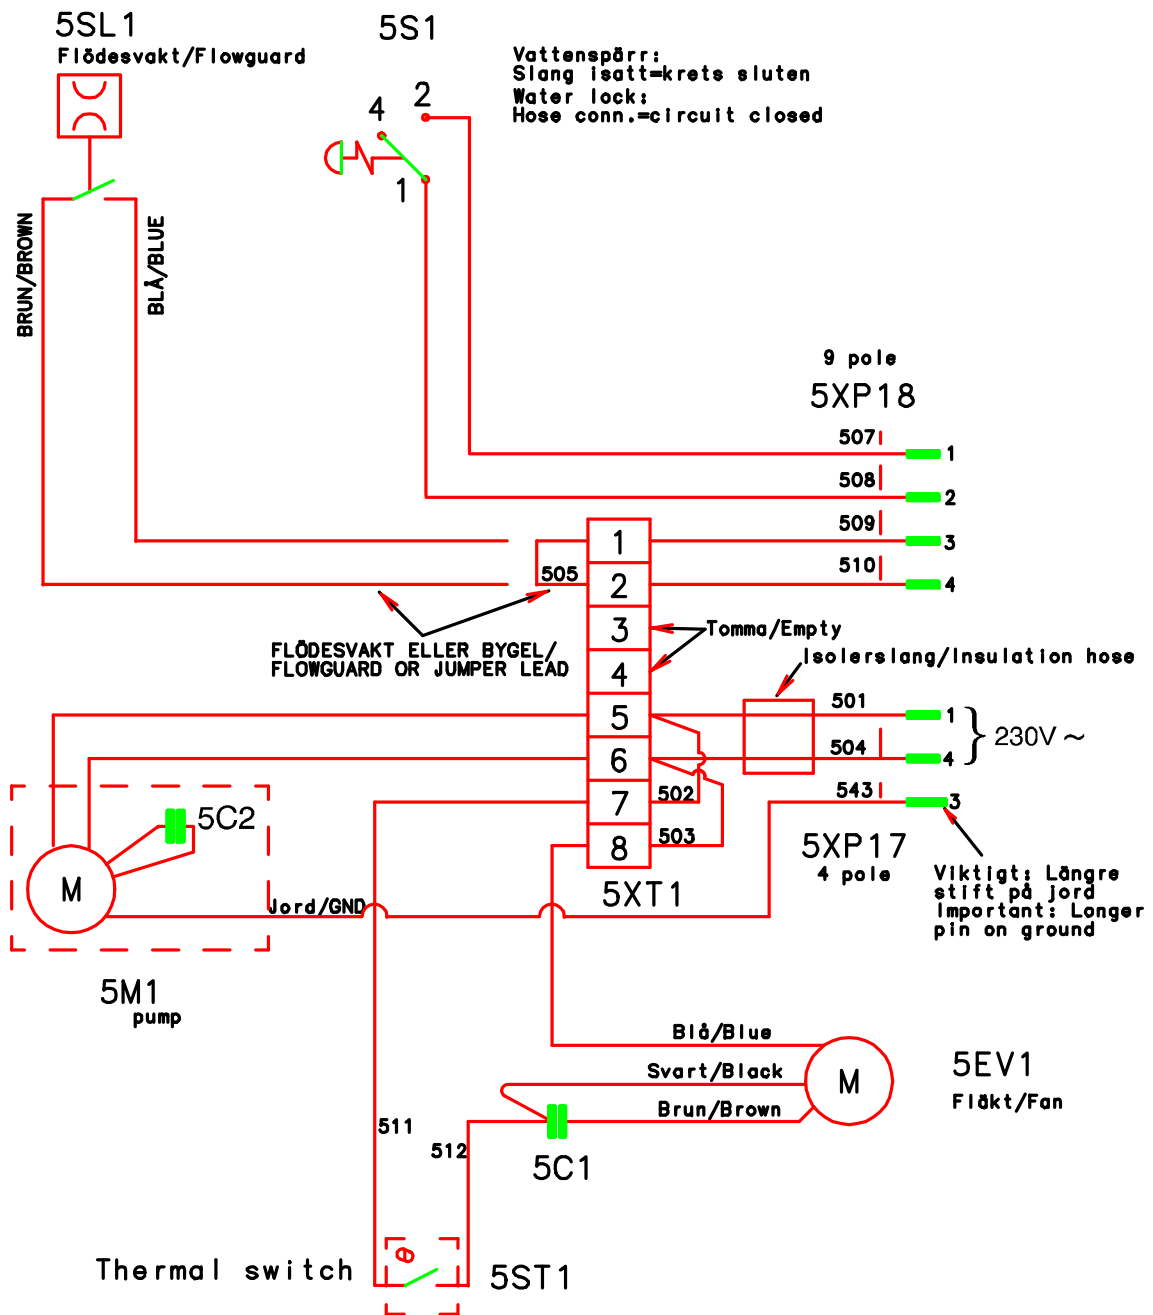 5SL1
Flödesvakt/Flowguard
5S1
Vattenspärr:
Slang isatt=krets sluten
Water lock:
Hose conn.=circuit closed
2
4
1
BRUN/BROWN
BLÅ/BLUE
9 pole
5XP18
507
1
508
2
509
3
510
4
1
2
3
4
5
6
7
8
505
FLÖDESVAKT ELLER BYGEL/
FLOWGUARD OR JUMPER LEAD
Tomma/Empty
Isolerslang/Insulation hose
501
1
504
4
230V ~
543
3
502
503
5XP17
4 pole
5XT1
Viktigt: Längre
stift på jord
Important: Longer
pin on ground
5C2
M
Jord/GND
5M1
pump
Blå/Blue
Svart/Black
Brun/Brown
M
5EV1
Fläkt/Fan
511
512
5C1
Thermal switch
θ
5ST1